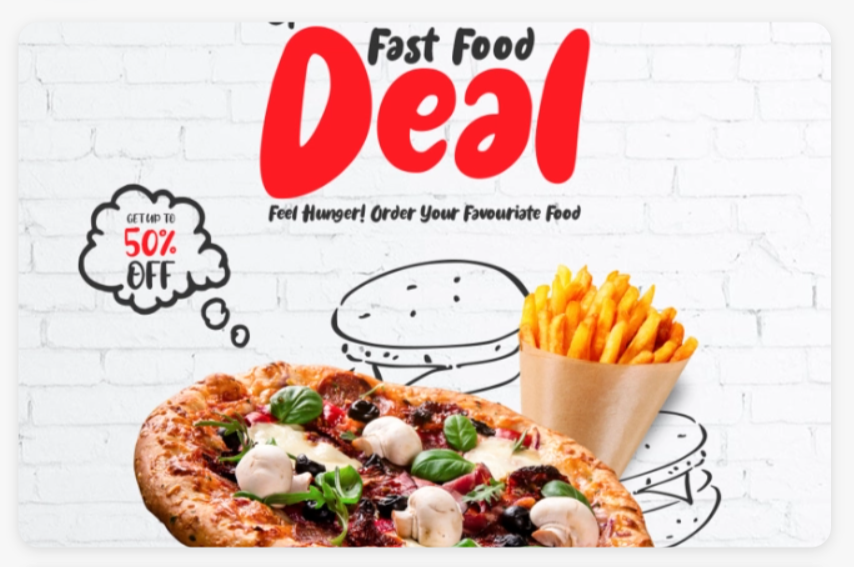 Fast Food
Deal
Feel Hunger! Order Your Favouriate Food
GET UP TO
50%
OFF